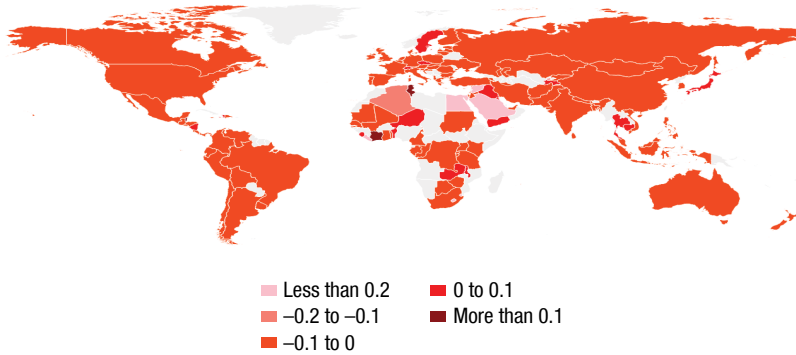 Less than 0.2
–0.2 to –0.1
–0.1 to 0
0 to 0.1
More than 0.1